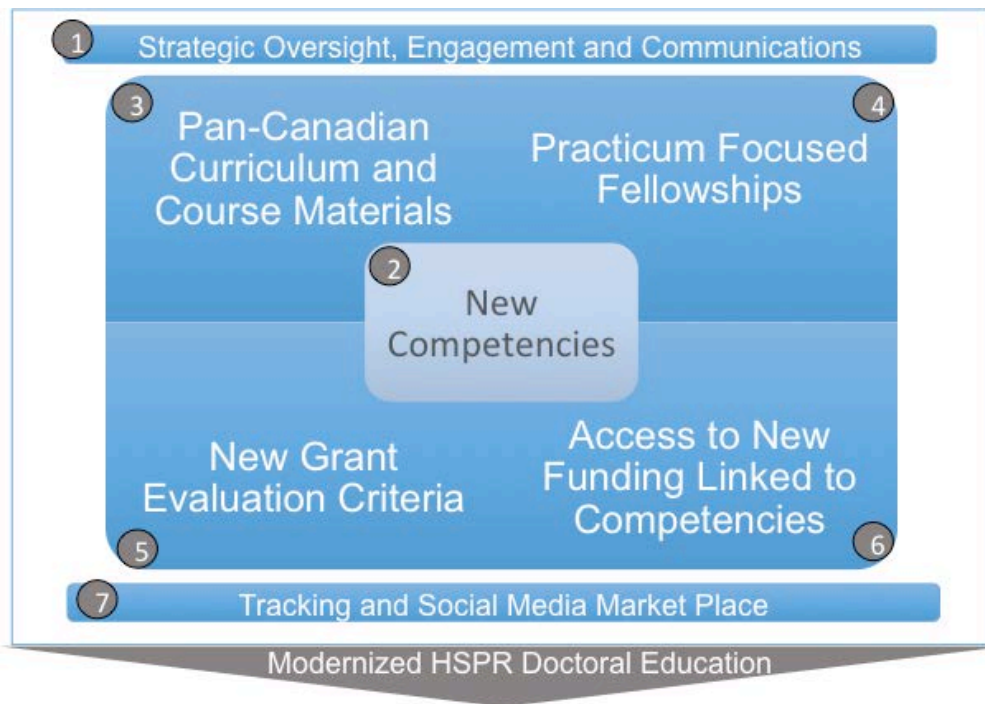 1
Strategic Oversight, Engagement and Communications
3
Pan-Canadian
Curriculum and
Course Materials
4
Practicum Focused
Fellowships
2
New
Competencies
New Grant
Evaluation Criteria
5
Access to New
Funding Linked to
Competencies
6
7
Tracking and Social Media Market Place
Modernized HSPR Doctoral Education